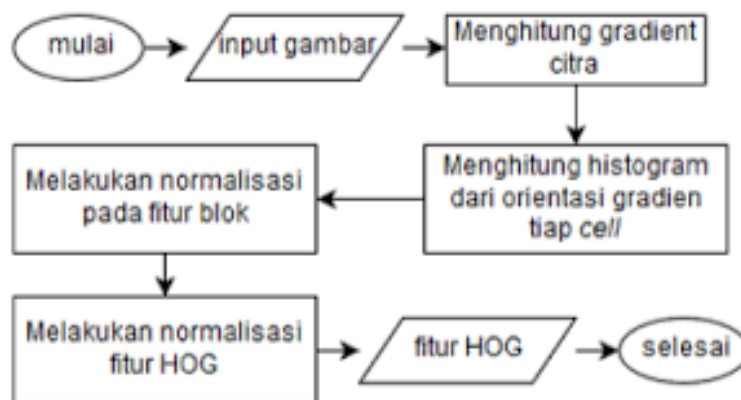 mulai
input gambar
Menghitung gradient
citra
Menghitung histogram
dari orientasi gradien
tiap cell
Melakukan normalisasi
pada fitur blok
Melakukan normalisasi
fitur HOG
fitur HOG
selesai